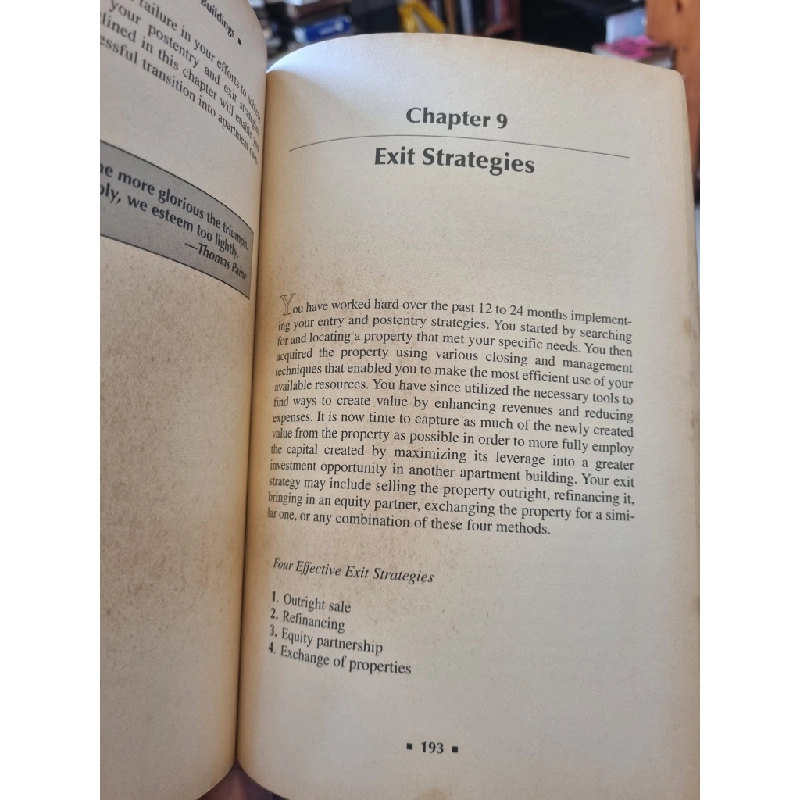 Buildings ■
failure in your efforts to
your postentry and exit strategies
lined in this chapter will enable you
essful transition into apartment
he more glorious the triumph.
ply, we esteem too lightly.
—Thomas Paine
Chapter 9
Exit Strategies
You have worked hard over the past 12 to 24 months implement-
ing your entry and postentry strategies. You started by searching
for and locating a property that met your specific needs. You then
acquired the property using various closing and management
techniques that enabled you to make the most efficient use of your
available resources. You have since utilized the necessary tools to
find ways to create value by enhancing revenues and reducing
expenses. It is now time to capture as much of the newly created
value from the property as possible in order to more fully employ
the capital created by maximizing its leverage into a greater
investment opportunity in another apartment building. Your exit
strategy may include selling the property outright, refinancing it,
bringing in an equity partner, exchanging the property for a simi-
lar one, or any combination of these four methods.
Four Effective Exit Strategies
1. Outright sale
2. Refinancing
3. Equity partnership
4. Exchange of properties
■ 193 ■